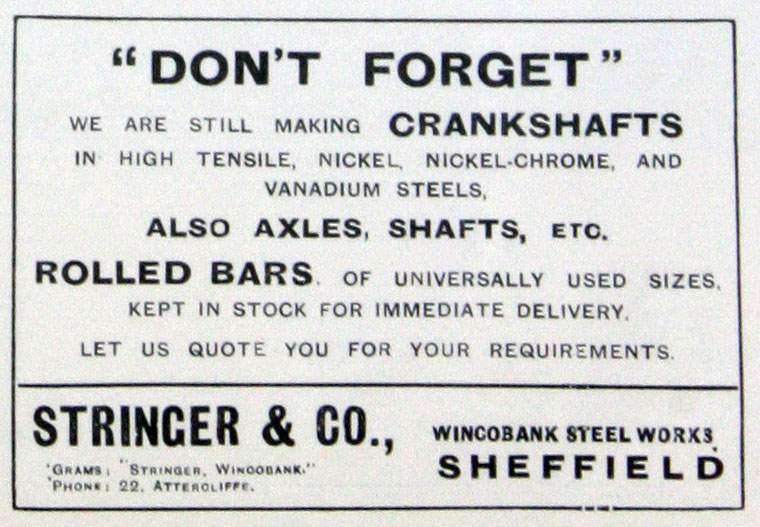 "DON'T FORGET"
WE ARE STILL MAKING CRANKSHAFTS
IN HIGH TENSILE, NICKEL, NICKEL-CHROME, AND
VANADIUM STEELS,
ALSO AXLES, SHAFTS, ETC.
ROLLED BARS, OF UNIVERSALLY USED SIZES,
KEPT IN STOCK FOR IMMEDIATE DELIVERY.
LET US QUOTE YOU FOR YOUR REQUIREMENTS.
STRINGER & CO.,
WINCOBANK STEEL WORKS,
SHEFFIELD
'GRAMS: "STRINGER, WINCOBANK."
'PHONE: 22, ATTERCLIFFE.